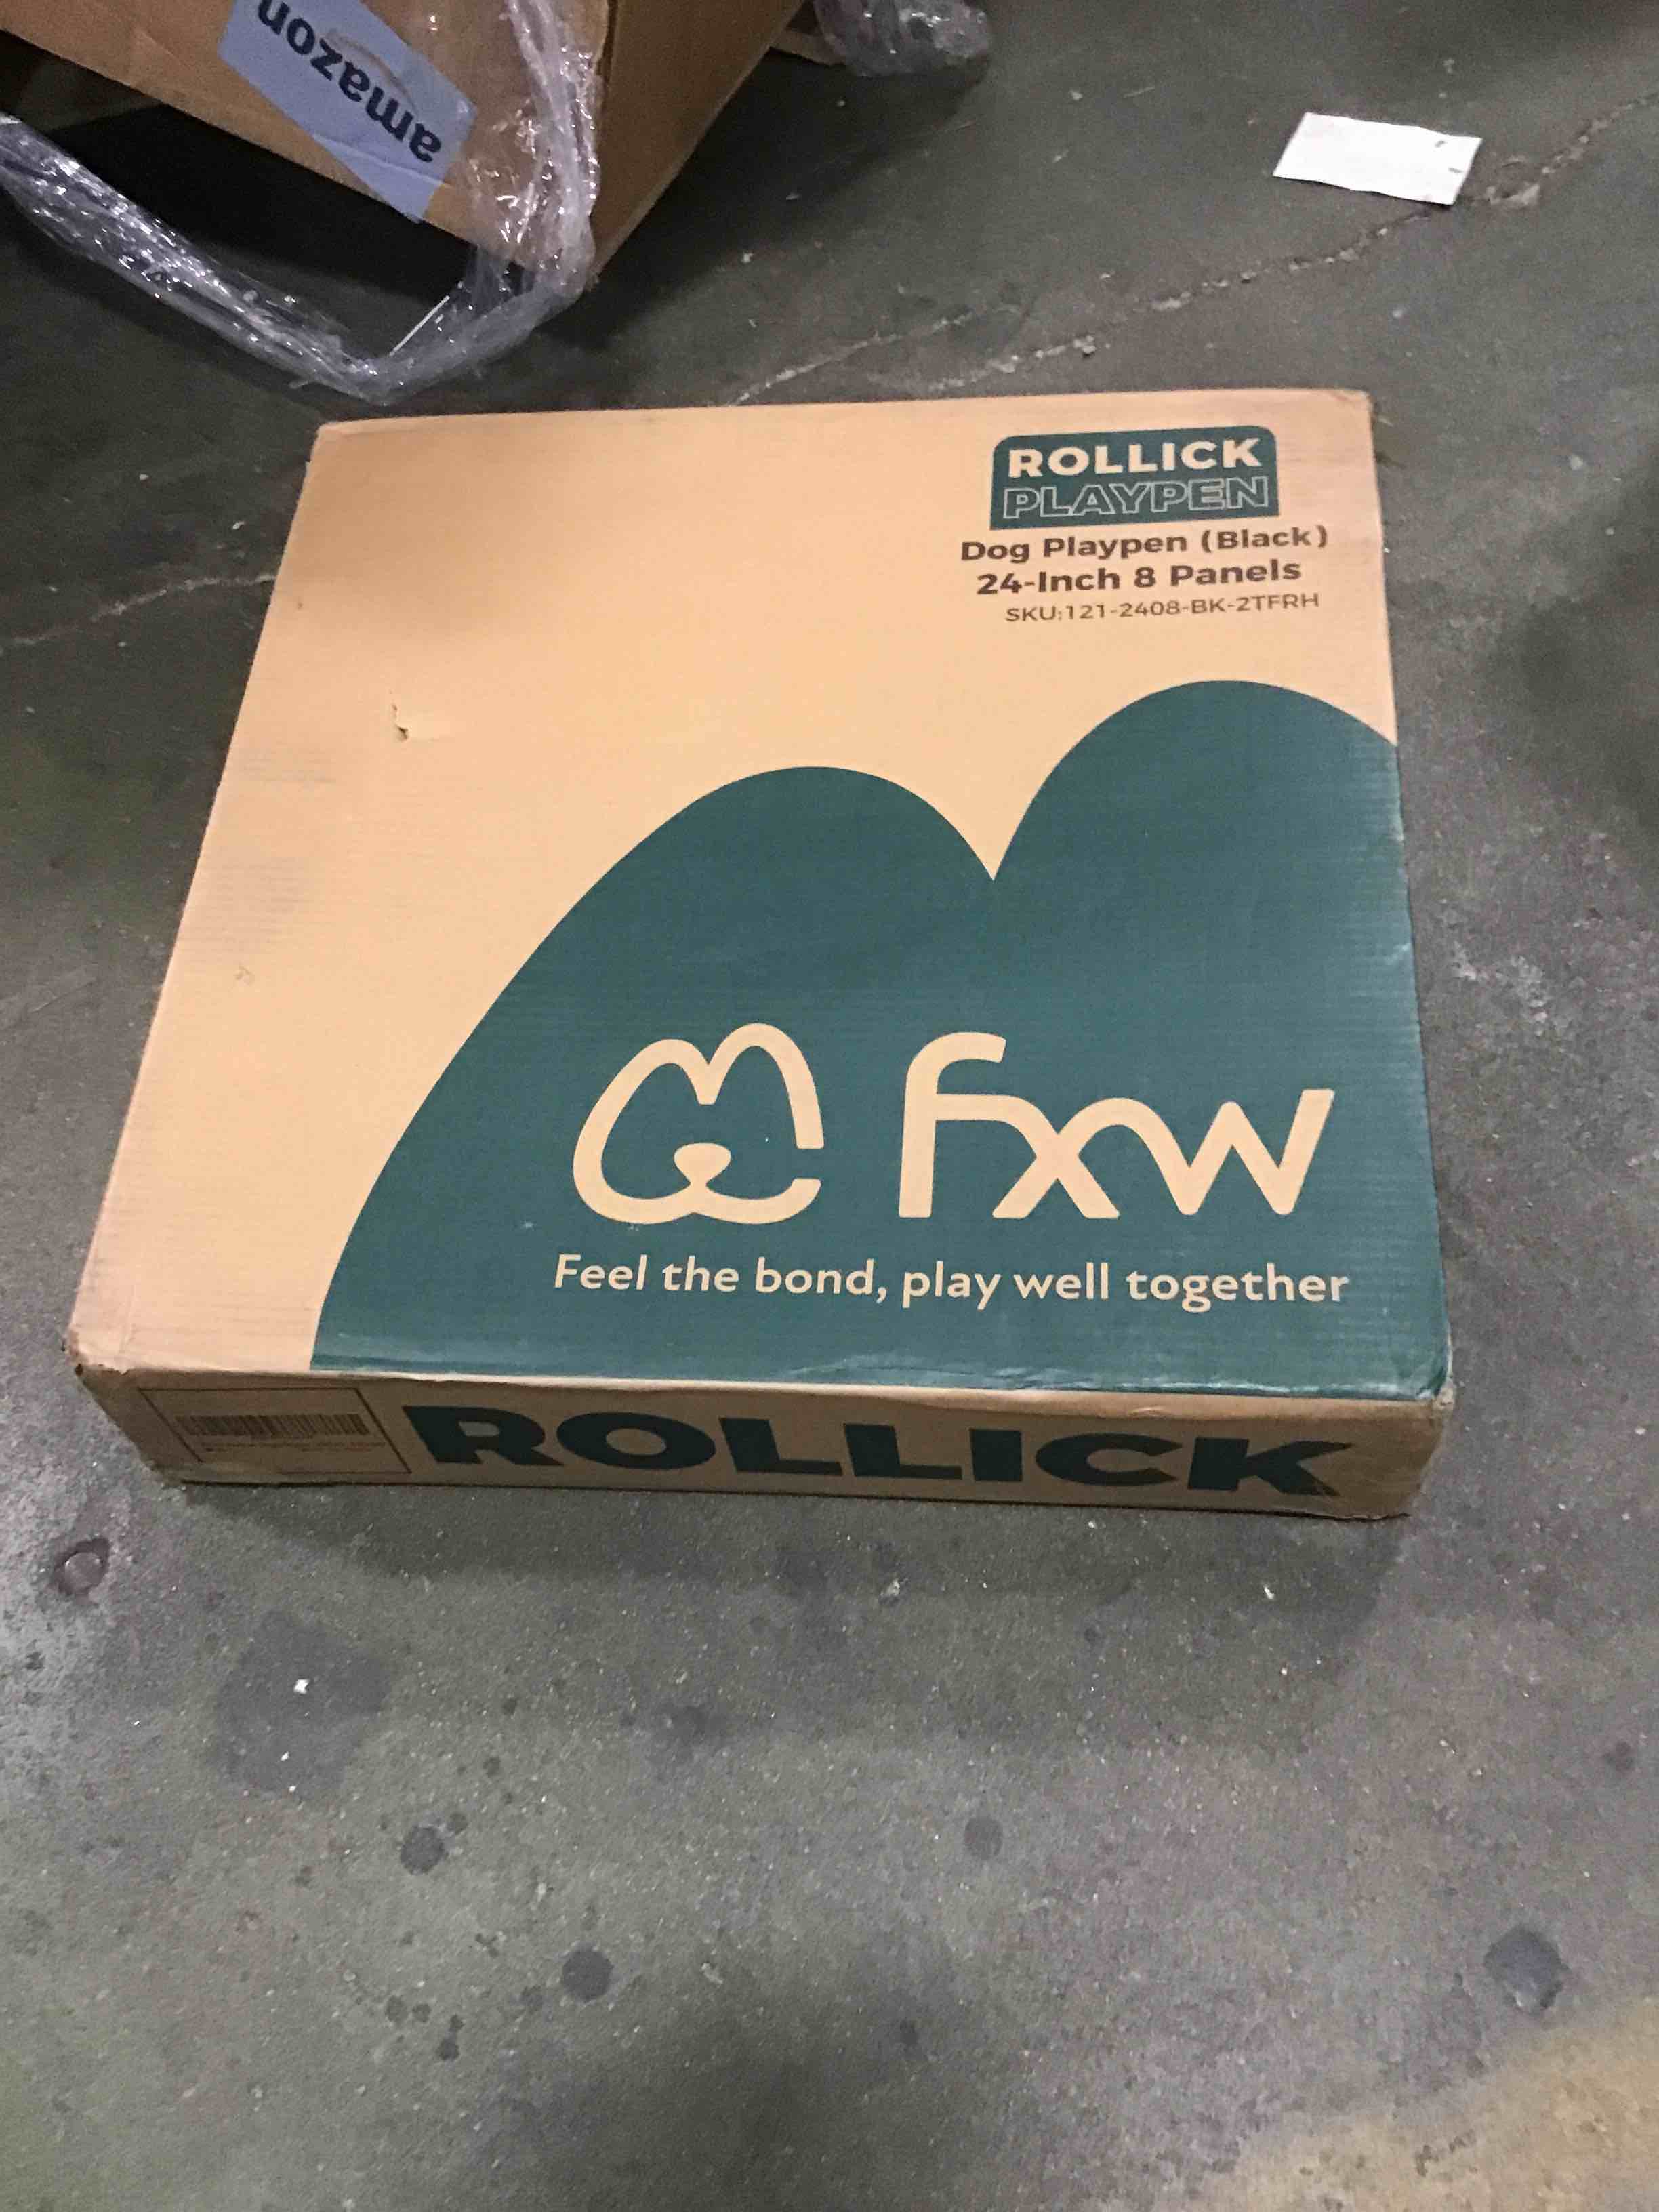 amazon
ROLLICK
PLAYPEN
Dog Playpen (Black)
24-Inch 8 Panels
SKU:121-2408-BK-2TFRH
fxw
Feel the bond, play well together
ROLLICK